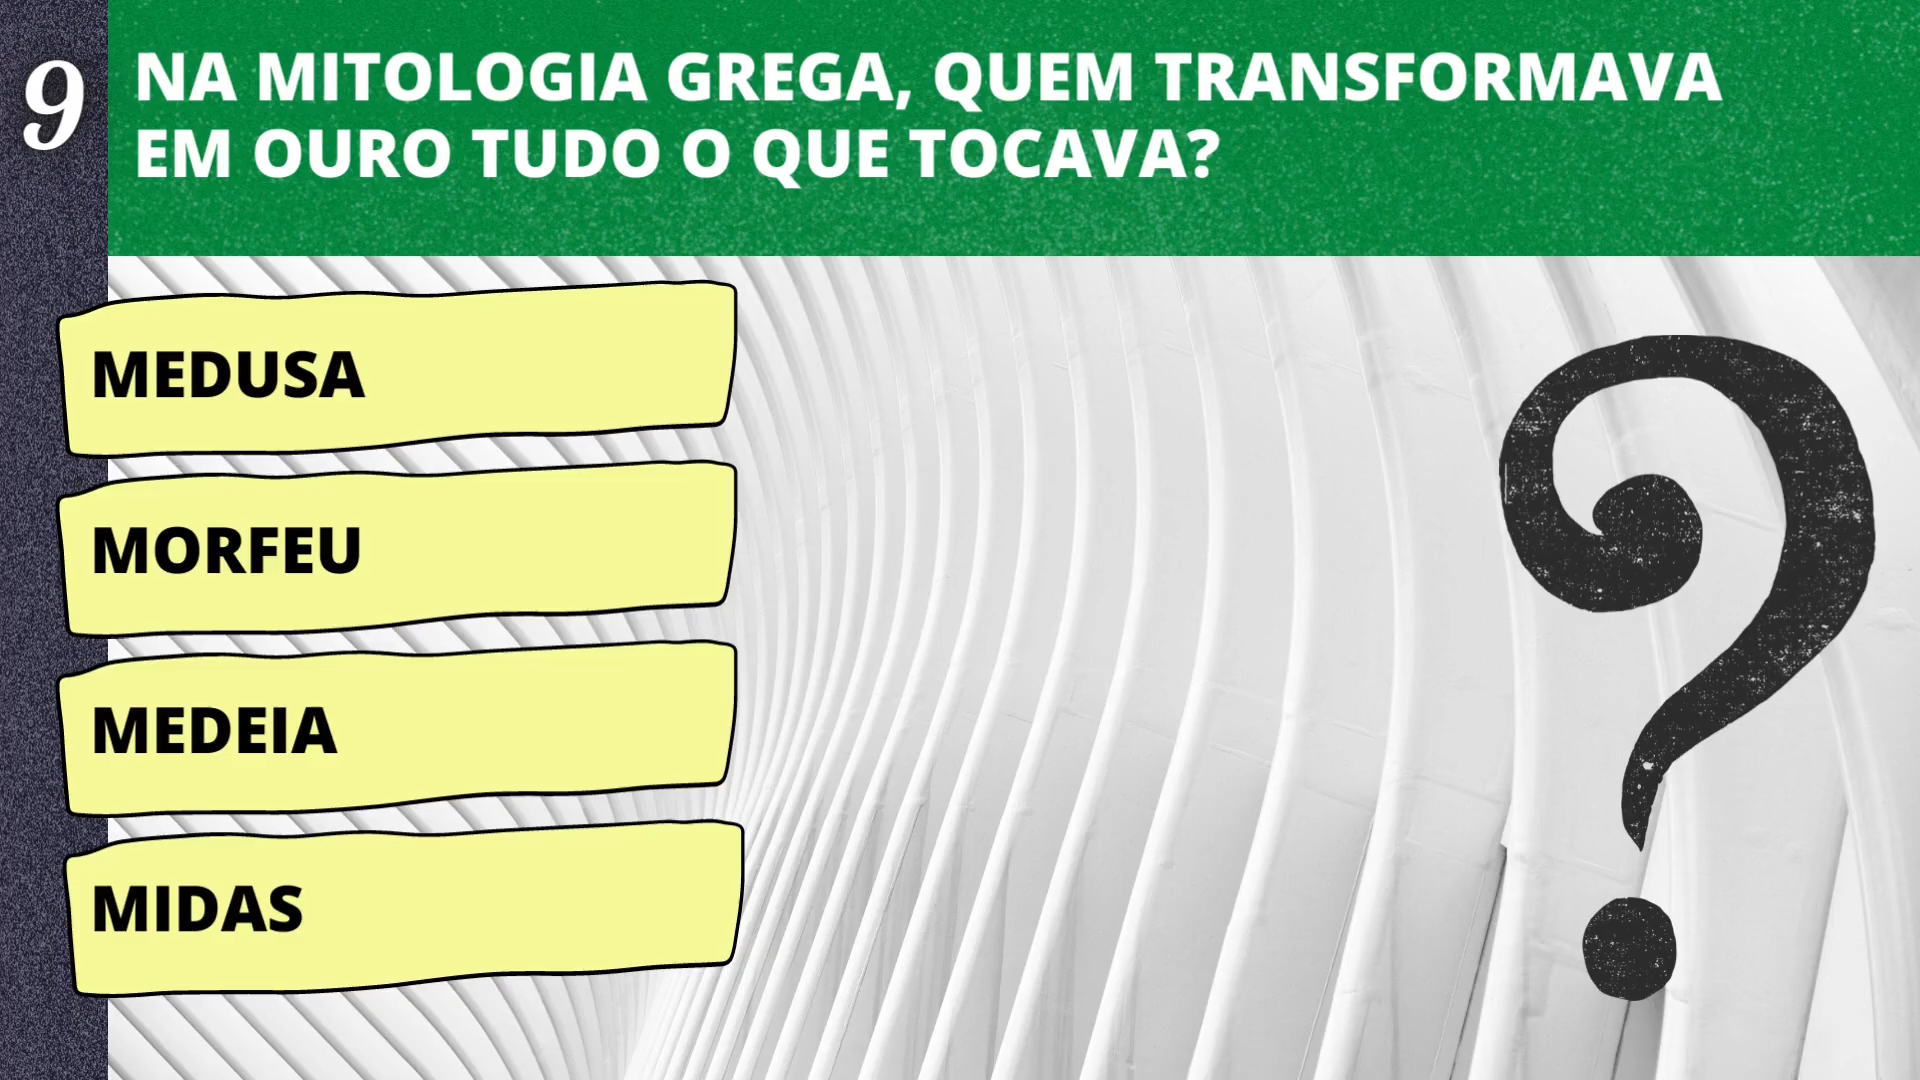 9
NA MITOLOGIA GREGA, QUEM TRANSFORMAVA
EM OURO TUDO O QUE TOCAVA?
MEDUSA
MORFEU
MEDEIA
MIDAS
?